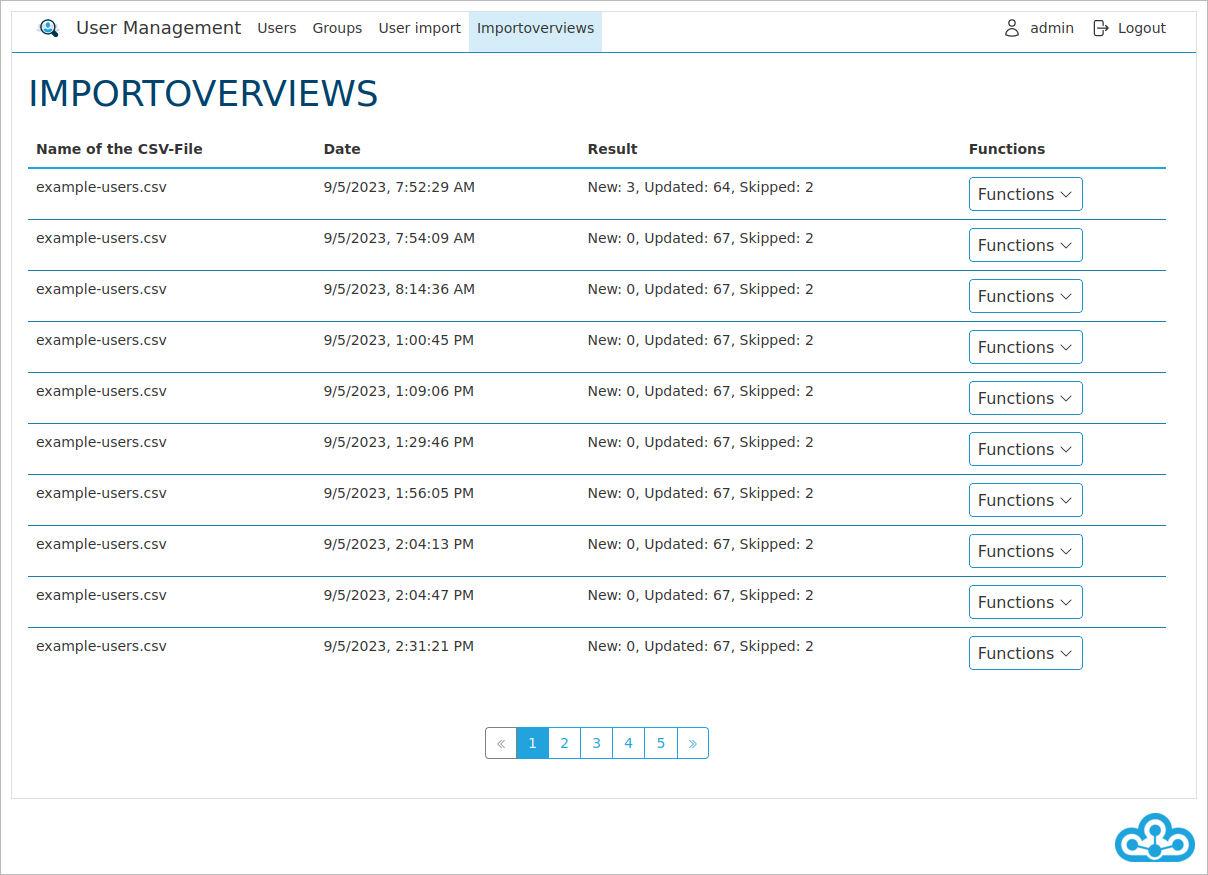 User Management Users Groups User import Importoverviews admin Logout
IMPORTOVERVIEWS
Name of the CSV-File Date Result Functions
example-users.csv 9/5/2023, 7:52:29 AM New: 3, Updated: 64, Skipped: 2 Functions
example-users.csv 9/5/2023, 7:54:09 AM New: 0, Updated: 67, Skipped: 2 Functions
example-users.csv 9/5/2023, 8:14:36 AM New: 0, Updated: 67, Skipped: 2 Functions
example-users.csv 9/5/2023, 1:00:45 PM New: 0, Updated: 67, Skipped: 2 Functions
example-users.csv 9/5/2023, 1:09:06 PM New: 0, Updated: 67, Skipped: 2 Functions
example-users.csv 9/5/2023, 1:29:46 PM New: 0, Updated: 67, Skipped: 2 Functions
example-users.csv 9/5/2023, 1:56:05 PM New: 0, Updated: 67, Skipped: 2 Functions
example-users.csv 9/5/2023, 2:04:13 PM New: 0, Updated: 67, Skipped: 2 Functions
example-users.csv 9/5/2023, 2:04:47 PM New: 0, Updated: 67, Skipped: 2 Functions
example-users.csv 9/5/2023, 2:31:21 PM New: 0, Updated: 67, Skipped: 2 Functions
« 1 2 3 4 5 »